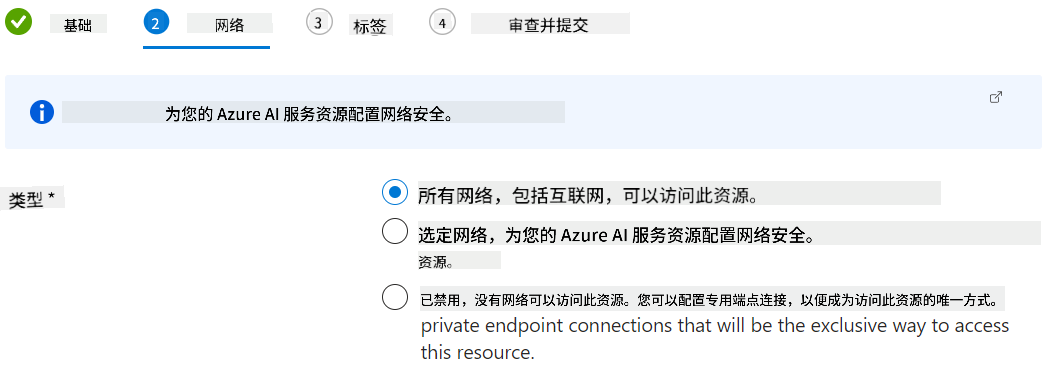 基础 2 网络 3 标签 4 审查并提交
为您的 Azure AI 服务资源配置网络安全。
类型 *
所有网络，包括互联网，可以访问此资源。
选定网络，为您的 Azure AI 服务资源配置网络安全。
资源。
已禁用，没有网络可以访问此资源。您可以配置专用端点连接，以便成为访问此资源的唯一方式。
private endpoint connections that will be the exclusive way to access
this resource.